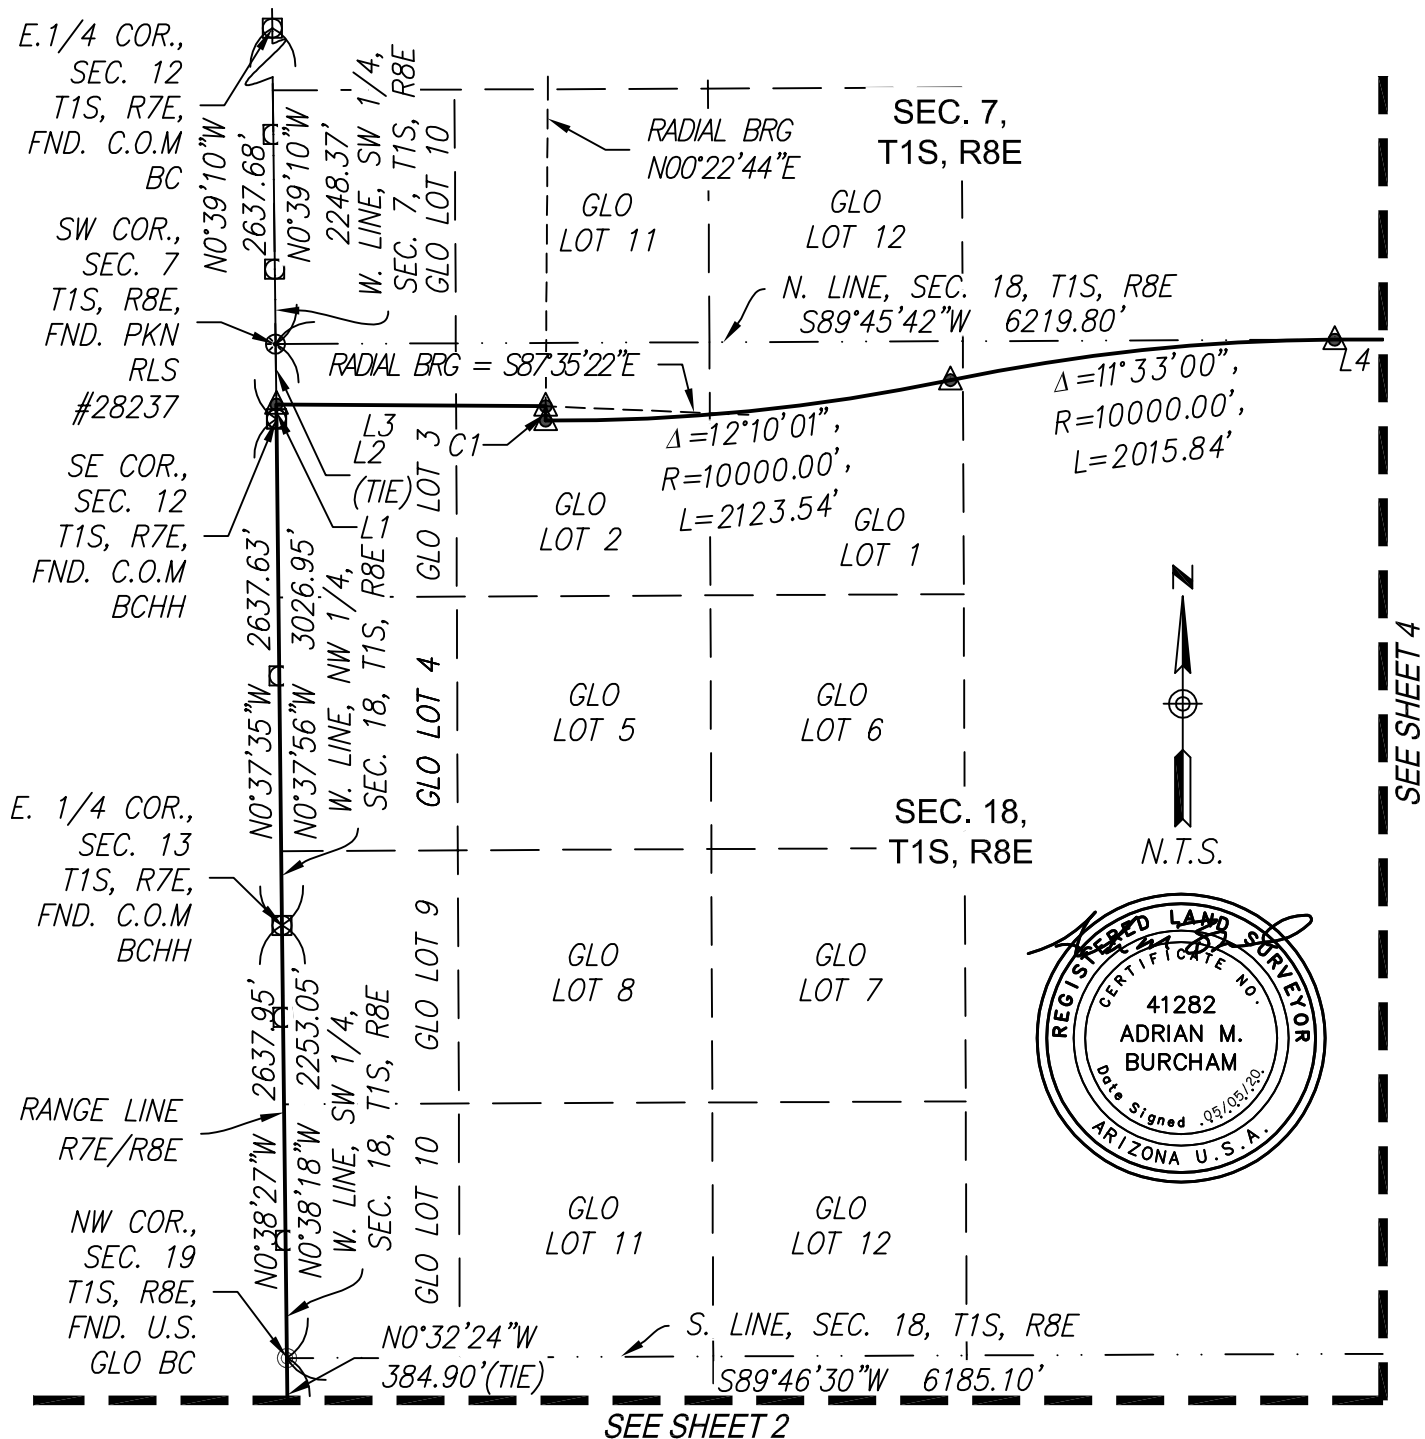 E.1/4 COR.,
SEC. 12
T1S, R7E,
FND. C.O.M
BC
N0°39'10"W
2637.68'
N0°39'10"W
2248.37'
W. LINE, SW 1/4,
SEC. 7, T1S, R8E
GLO LOT 10
RADIAL BRG
N00°22'44"E
SEC. 7,
T1S, R8E
GLO
LOT 11
GLO
LOT 12
SW COR.,
SEC. 7
T1S, R8E,
FND. PKN
RLS
#28237
N. LINE, SEC. 18, T1S, R8E
S89°45'42"W 6219.80'
RADIAL BRG = S87°35'22"E
L4
Δ=11°33'00",
R=10000.00',
L=2015.84'
Δ=12°10'01",
R=10000.00',
L=2123.54'
L3
L2
(TIE)
L1
C1
GLO LOT 3
SE COR.,
SEC. 12
T1S, R7E,
FND. C.O.M
BCHH
GLO
LOT 2
GLO
LOT 1
N0°37'35"W 2637.63'
N0°37'56"W 3026.95'
W. LINE, NW 1/4,
SEC. 18, T1S, R8E
GLO LOT 4
GLO
LOT 5
GLO
LOT 6
N
N.T.S.
SEE SHEET 4
SEC. 18,
T1S, R8E
E. 1/4 COR.,
SEC. 13
T1S, R7E,
FND. C.O.M
BCHH
GLO LOT 9
GLO
LOT 8
GLO
LOT 7
REGISTERED LAND SURVEYOR
CERTIFICATE NO.
41282
ADRIAN M.
BURCHAM
Date Signed .05/05/20.
ARIZONA U.S.A.
N0°38'27"W 2637.95'
N0°38'18"W 2253.05'
W. LINE, SW 1/4,
SEC. 18, T1S, R8E
GLO LOT 10
RANGE LINE
R7E/R8E
GLO
LOT 11
GLO
LOT 12
NW COR.,
SEC. 19
T1S, R8E,
FND. U.S.
GLO BC
N0°32'24"W
384.90'(TIE)
S. LINE, SEC. 18, T1S, R8E
S89°46'30"W 6185.10'
SEE SHEET 2